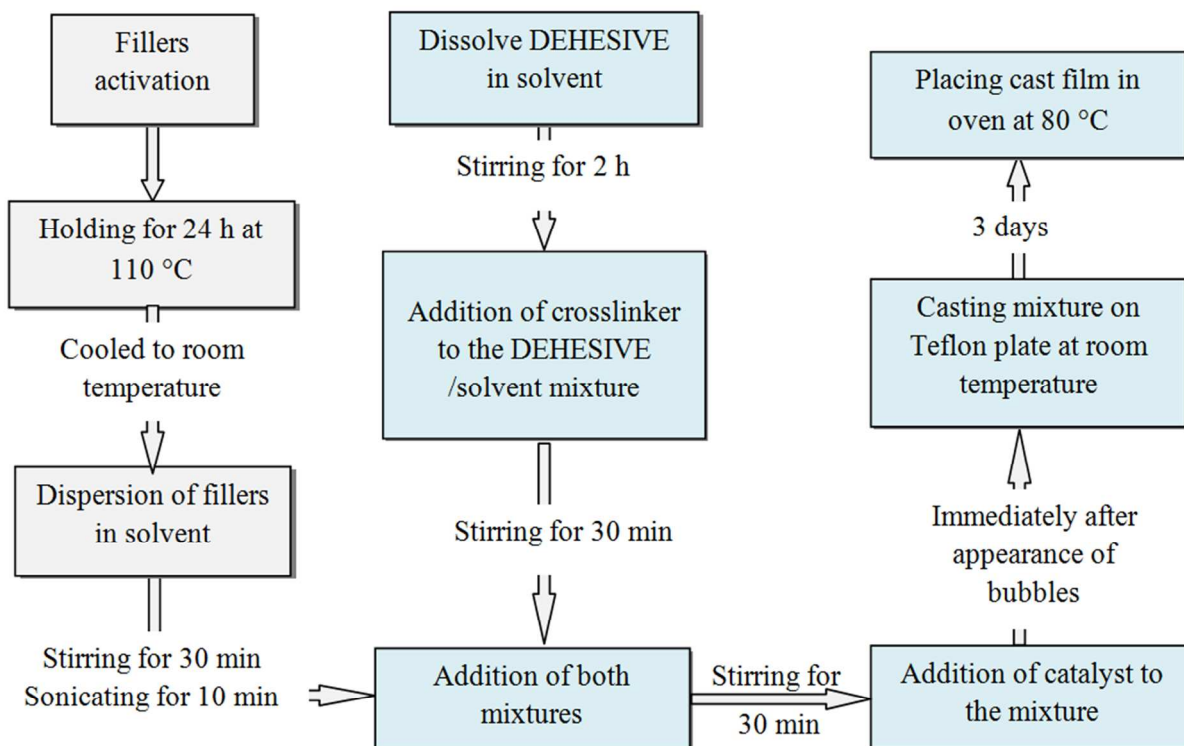 Fillers
activation
Holding for 24 h at
110 °C
Cooled to room
temperature
Dispersion of fillers
in solvent
Stirring for 30 min
Sonicating for 10 min
Dissolve DEHESIVE
in solvent
Stirring for 2 h
Addition of crosslinker
to the DEHESIVE
/solvent mixture
Stirring for 30 min
Addition of both
mixtures
Stirring for
30 min
Addition of catalyst to
the mixture
Immediately after
appearance of
bubbles
Casting mixture on
Teflon plate at room
temperature
3 days
Placing cast film in
oven at 80 °C